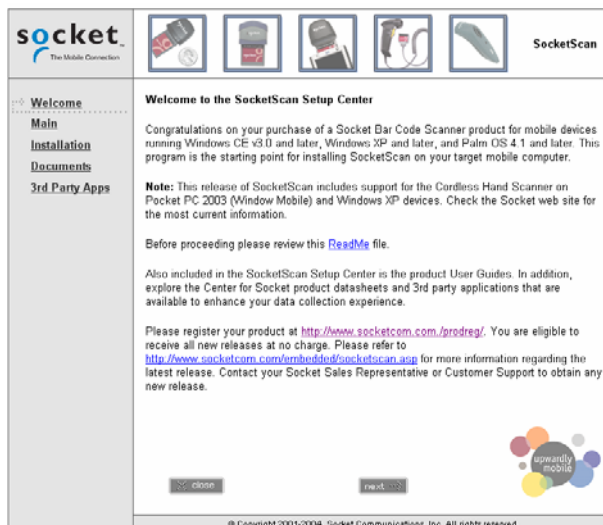 socket
The Mobile Connection
SocketScan
Welcome
Main
Installation
Documents
3rd Party Apps
Welcome to the SocketScan Setup Center
Congratulations on your purchase of a Socket Bar Code Scanner product for mobile devices
running Windows CE v3.0 and later, Windows XP and later, and Palm OS 4.1 and later. This
program is the starting point for installing SocketScan on your target mobile computer.
Note: This release of SocketScan includes support for the Cordless Hand Scanner on
Pocket PC 2003 (Window Mobile) and Windows XP devices. Check the Socket web site for
the most current information.
Before proceeding please review this ReadMe file.
Also included in the SocketScan Setup Center is the product User Guides. In addition,
explore the Center for Socket product datasheets and 3rd party applications that are
available to enhance your data collection experience.
Please register your product at http://www.socketcom.com./prodreg/. You are eligible to
receive all new releases at no charge. Please refer to
http://www.socketcom.com/embedded/socketscan.asp for more information regarding the
latest release. Contact your Socket Sales Representative or Customer Support to obtain any
new release.
upwardly
mobile
close
next
© Copyright 2001-2004, Socket Communications, Inc. All rights reserved